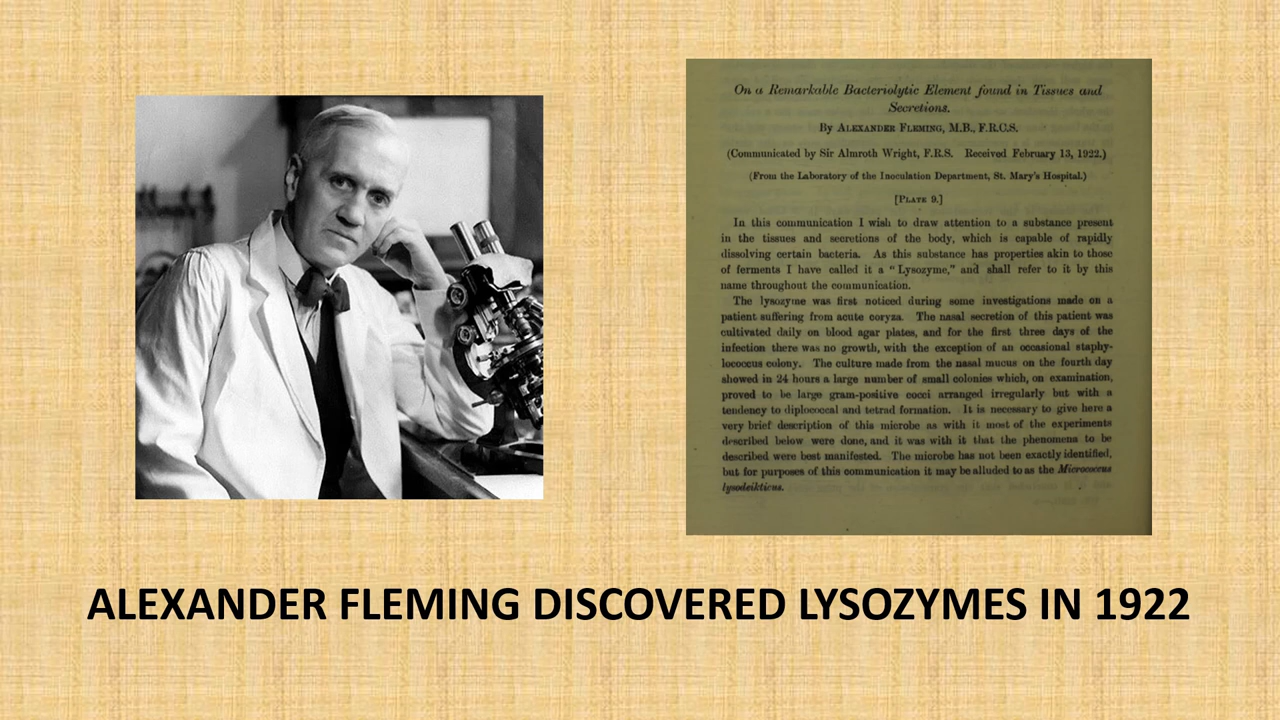 On a Remarkable Bacteriolytic Element found in Tissues and
Secretions.
By ALEXANDER FLEMING, M.B., F.R.C.S.
(Communicated by Sir Almroth Wright, F.R.S. Received February 13, 1922.)
(From the Laboratory of the Inoculation Department, St. Mary's Hospital.)
[PLATE 9.]
In this communication I wish to draw attention to a substance present
in the tissues and secretions of the body, which is capable of rapidly
dissolving certain bacteria. As this substance has properties akin to those
of ferments I have called it a "Lysozyme," and shall refer to it by this
name throughout the communication.
The lysozyme was first noticed during some investigations made on a
patient suffering from acute coryza. The nasal secretion of this patient was
cultivated daily on blood agar plates, and for the first three days of the
infection there was no growth, with the exception of an occasional staphy-
lococcus colony. The culture made from the nasal mucus on the fourth day
showed in 24 hours a large number of small colonies which, on examination,
proved to be large gram-positive cocci arranged irregularly but with a
tendency to diplococcal and tetrad formation. It is necessary to give here a
very brief description of this microbe as with it most of the experiments
described below were done, and it was with it that the phenomena to be
described were best manifested. The microbe has not been exactly identified,
but for purposes of this communication it may be alluded to as the Micrococcus
lysodeikticus.
ALEXANDER FLEMING DISCOVERED LYSOZYMES IN 1922